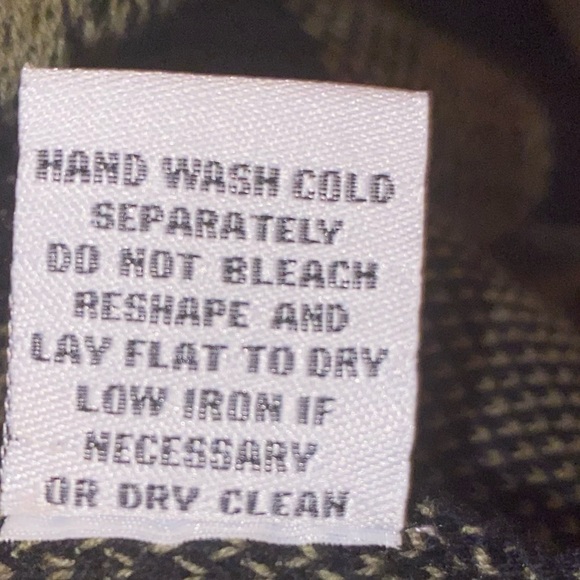 HAND WASH COLD
SEPARATELY
DO NOT BLEACH
RESHAPE AND
LAY FLAT TO DRY
LOW IRON IF
NECESSARY
OR DRY CLEAN